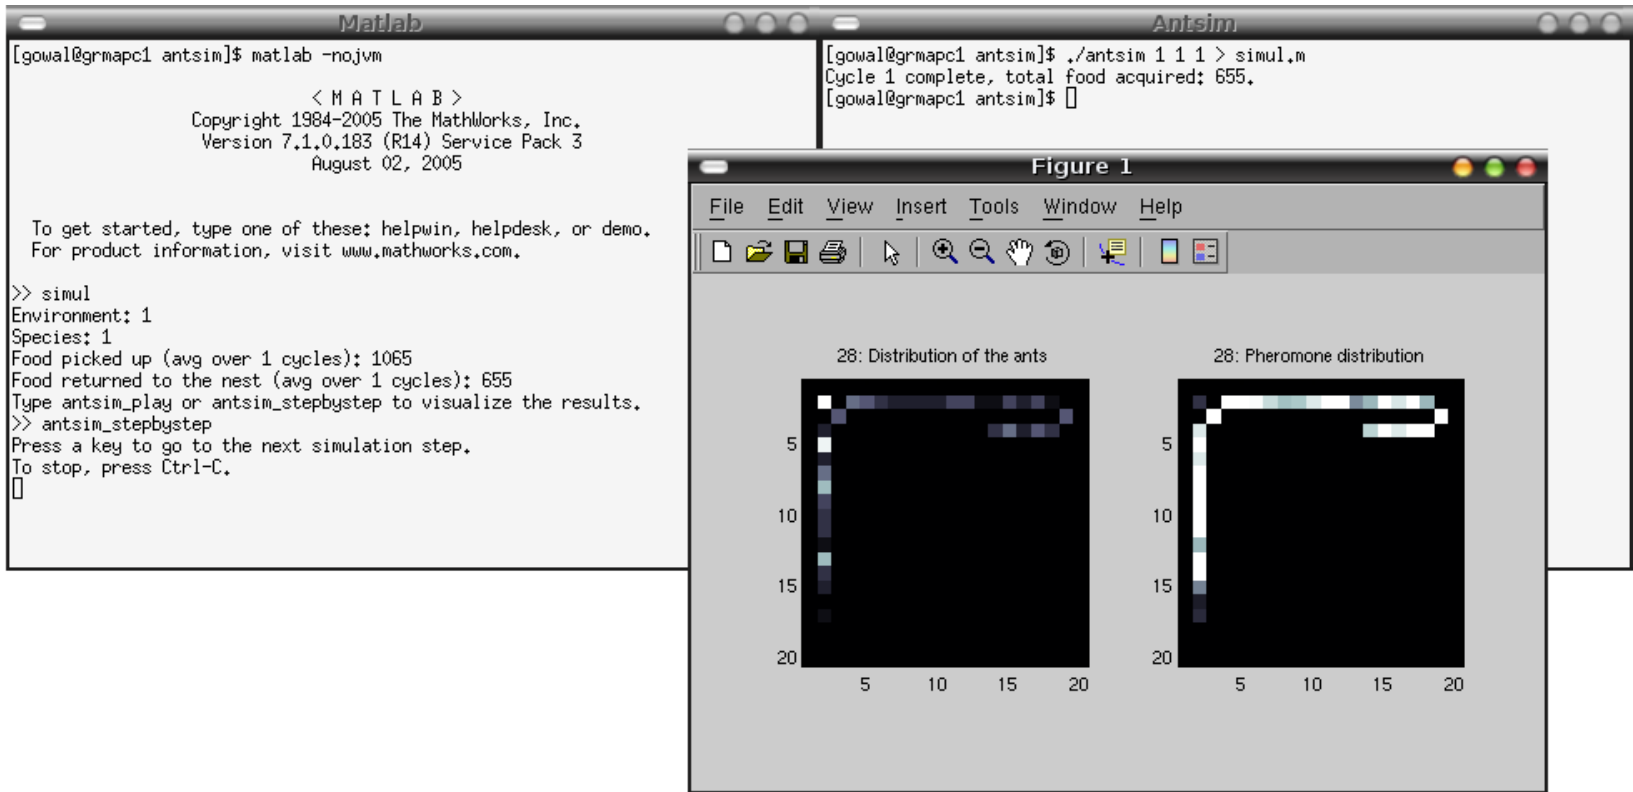 Matlab
[gowal@grmapc1 antsim]$ matlab -nojvm
< M A T L A B >
Copyright 1984-2005 The MathWorks, Inc.
Version 7.1.0.183 (R14) Service Pack 3
August 02, 2005
To get started, type one of these: helpwin, helpdesk, or demo.
For product information, visit www.mathworks.com.
>> simul
Environment: 1
Species: 1
Food picked up (avg over 1 cycles): 1065
Food returned to the nest (avg over 1 cycles): 655
Type antsim_play or antsim_stepbystep to visualize the results.
>> antsim_stepbystep
Press a key to go to the next simulation step.
To stop, press Ctrl-C.
Antsim
[gowal@grmapc1 antsim]$ ./antsim 1 1 1 > simul.m
Cycle 1 complete, total food acquired: 655.
[gowal@grmapc1 antsim]$
Figure 1
File Edit View Insert Tools Window Help
28: Distribution of the ants
5
10
15
20
5 10 15 20
28: Pheromone distribution
5
10
15
20
5 10 15 20